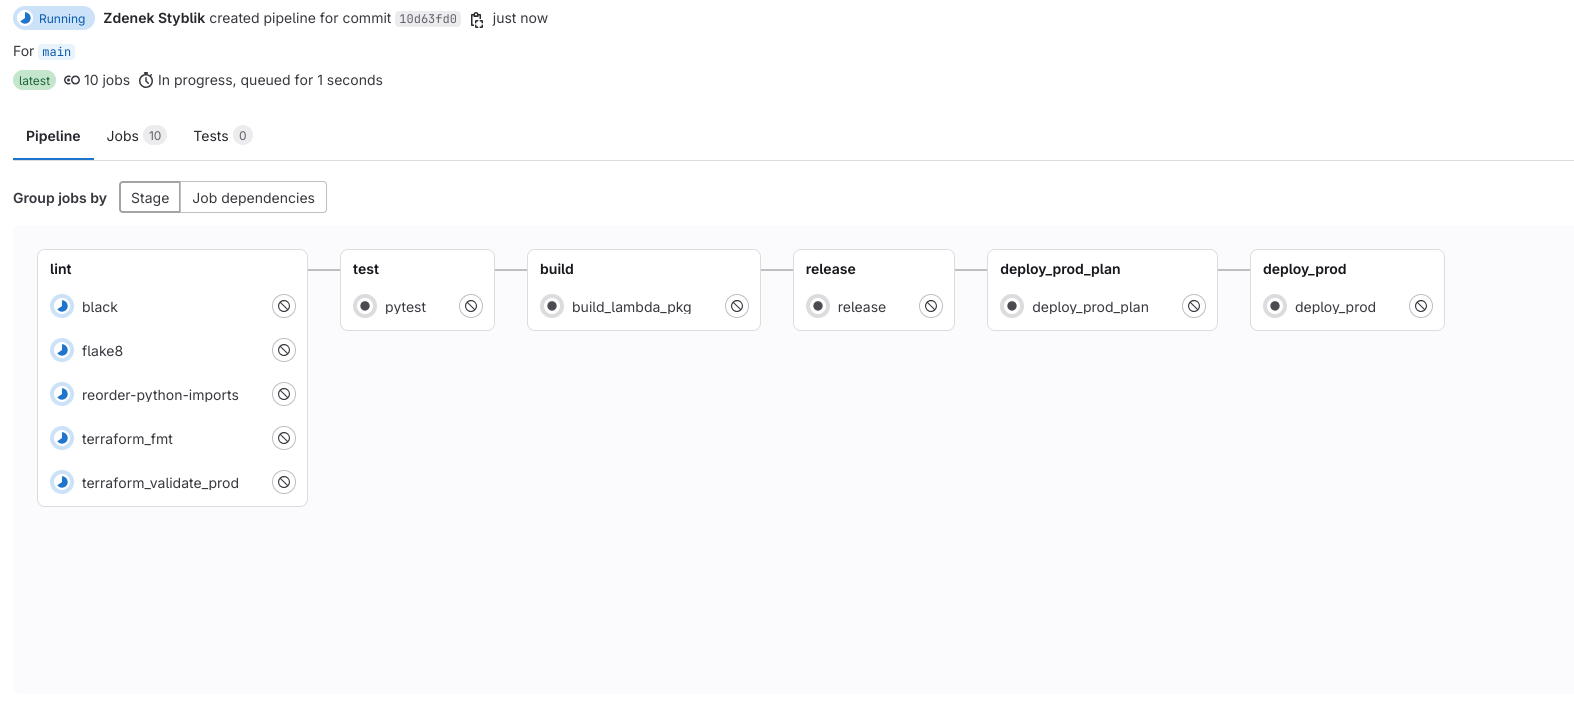 Running Zdenek Styblik created pipeline for commit 10d63fd0 just now
For main
latest 10 jobs In progress, queued for 1 seconds
Pipeline Jobs 10 Tests 0
Group jobs by Stage Job dependencies
lint
black
flake8
reorder-python-imports
terraform_fmt
terraform_validate_prod
test
pytest
build
build_lambda_pkg
release
release
deploy_prod_plan
deploy_prod_plan
deploy_prod
deploy_prod